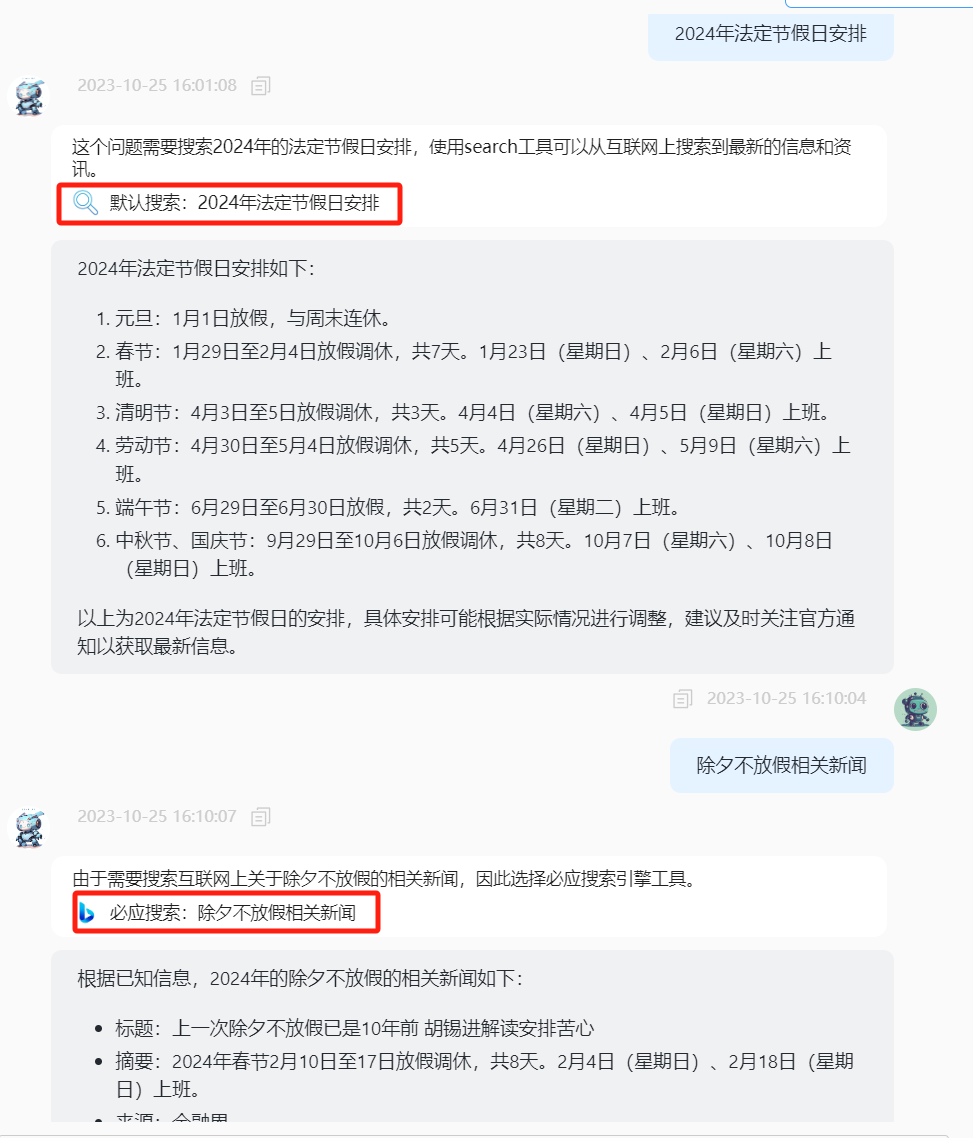 2024年法定节假日安排
2023-10-25 16:01:08
这个问题需要搜索2024年的法定节假日安排，使用search工具可以从互联网上搜索到最新的信息和资
讯。
默认搜索：2024年法定节假日安排
2024年法定节假日安排如下：
1. 元旦：1月1日放假，与周末连休。
2. 春节：1月29日至2月4日放假调休，共7天。1月23日（星期日）、2月6日（星期六）上
班。
3. 清明节：4月3日至5日放假调休，共3天。4月4日（星期六）、4月5日（星期日）上班。
4. 劳动节：4月30日至5月4日放假调休，共5天。4月26日（星期日）、5月9日（星期六）上
班。
5. 端午节：6月29日至6月30日放假，共2天。6月31日（星期二）上班。
6. 中秋节、国庆节：9月29日至10月6日放假调休，共8天。10月7日（星期六）、10月8日
（星期日）上班。
以上为2024年法定节假日的安排，具体安排可能根据实际情况进行调整，建议及时关注官方通
知以获取最新信息。
2023-10-25 16:10:04
除夕不放假相关新闻
2023-10-25 16:10:07
由于需要搜索互联网上关于除夕不放假的相关新闻，因此选择必应搜索引擎工具。
必应搜索：除夕不放假相关新闻
根据已知信息，2024年的除夕不放假的相关新闻如下：
• 标题：上一次除夕不放假已是10年前 胡锡进解读安排苦心
• 摘要：2024年春节2月10日至17日放假调休，共8天。2月4日（星期日）、2月18日（星期
日）上班。
• 来源：金融界